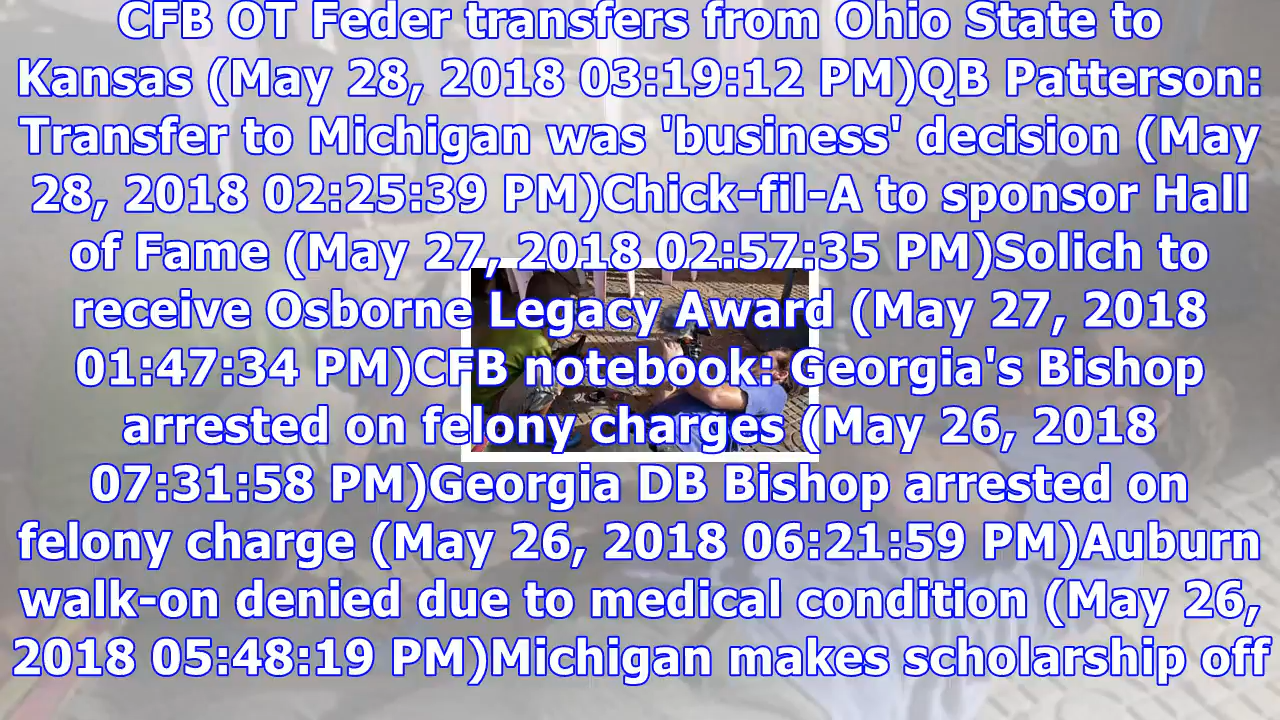 CFB OT Feder transfers from Ohio State to
Kansas (May 28, 2018 03:19:12 PM)QB Patterson:
Transfer to Michigan was 'business' decision (May
28, 2018 02:25:39 PM)Chick-fil-A to sponsor Hall
of Fame (May 27, 2018 02:57:35 PM)Solich to
receive Osborne Legacy Award (May 27, 2018
01:47:34 PM)CFB notebook: Georgia's Bishop
arrested on felony charges (May 26, 2018
07:31:58 PM)Georgia DB Bishop arrested on
felony charge (May 26, 2018 06:21:59 PM)Auburn
walk-on denied due to medical condition (May 26,
2018 05:48:19 PM)Michigan makes scholarship off